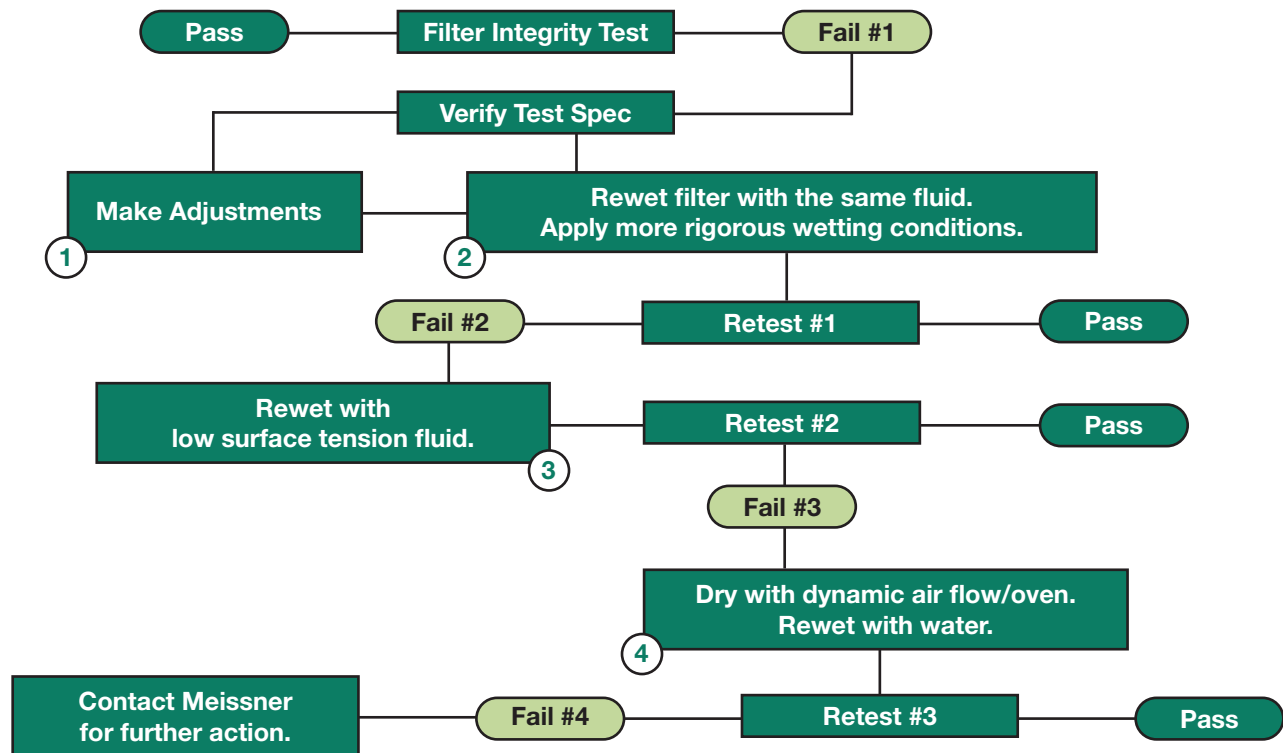 Pass
Filter Integrity Test
Fail #1
Verify Test Spec
Make Adjustments
1
Rewet filter with the same fluid.
Apply more rigorous wetting conditions.
2
Fail #2
Retest #1
Pass
Rewet with
low surface tension fluid.
3
Retest #2
Pass
Fail #3
Dry with dynamic air flow/oven.
Rewet with water.
4
Contact Meissner
for further action.
Fail #4
Retest #3
Pass